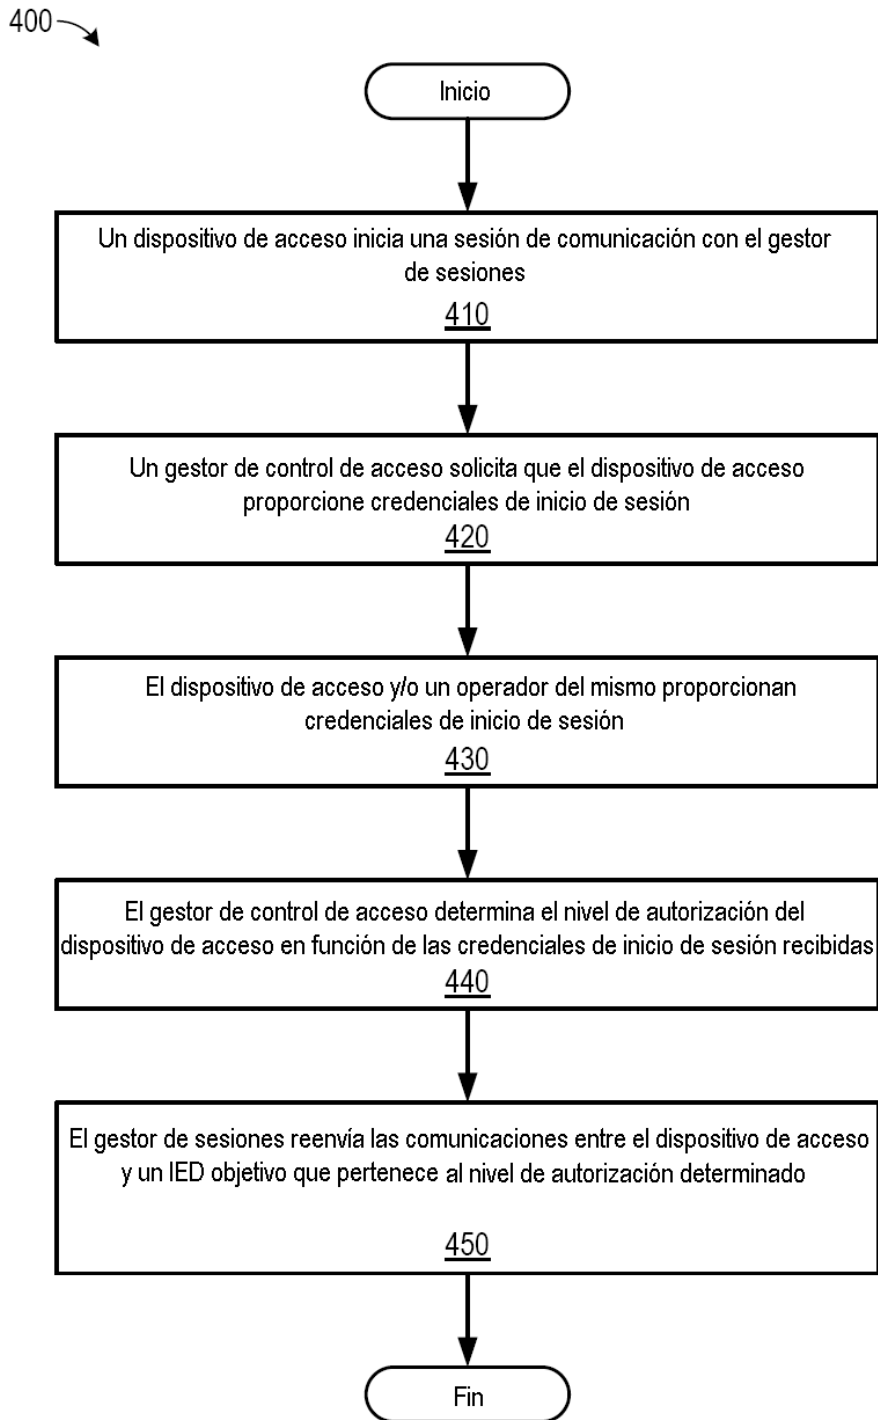 400
Inicio
Un dispositivo de acceso inicia una sesión de comunicación con el gestor
de sesiones
410
Un gestor de control de acceso solicita que el dispositivo de acceso
proporcione credenciales de inicio de sesión
420
El dispositivo de acceso y/o un operador del mismo proporcionan
credenciales de inicio de sesión
430
El gestor de control de acceso determina el nivel de autorización del
dispositivo de acceso en función de las credenciales de inicio de sesión recibidas
440
El gestor de sesiones reenvía las comunicaciones entre el dispositivo de acceso
y un IED objetivo que pertenece al nivel de autorización determinado
450
Fin